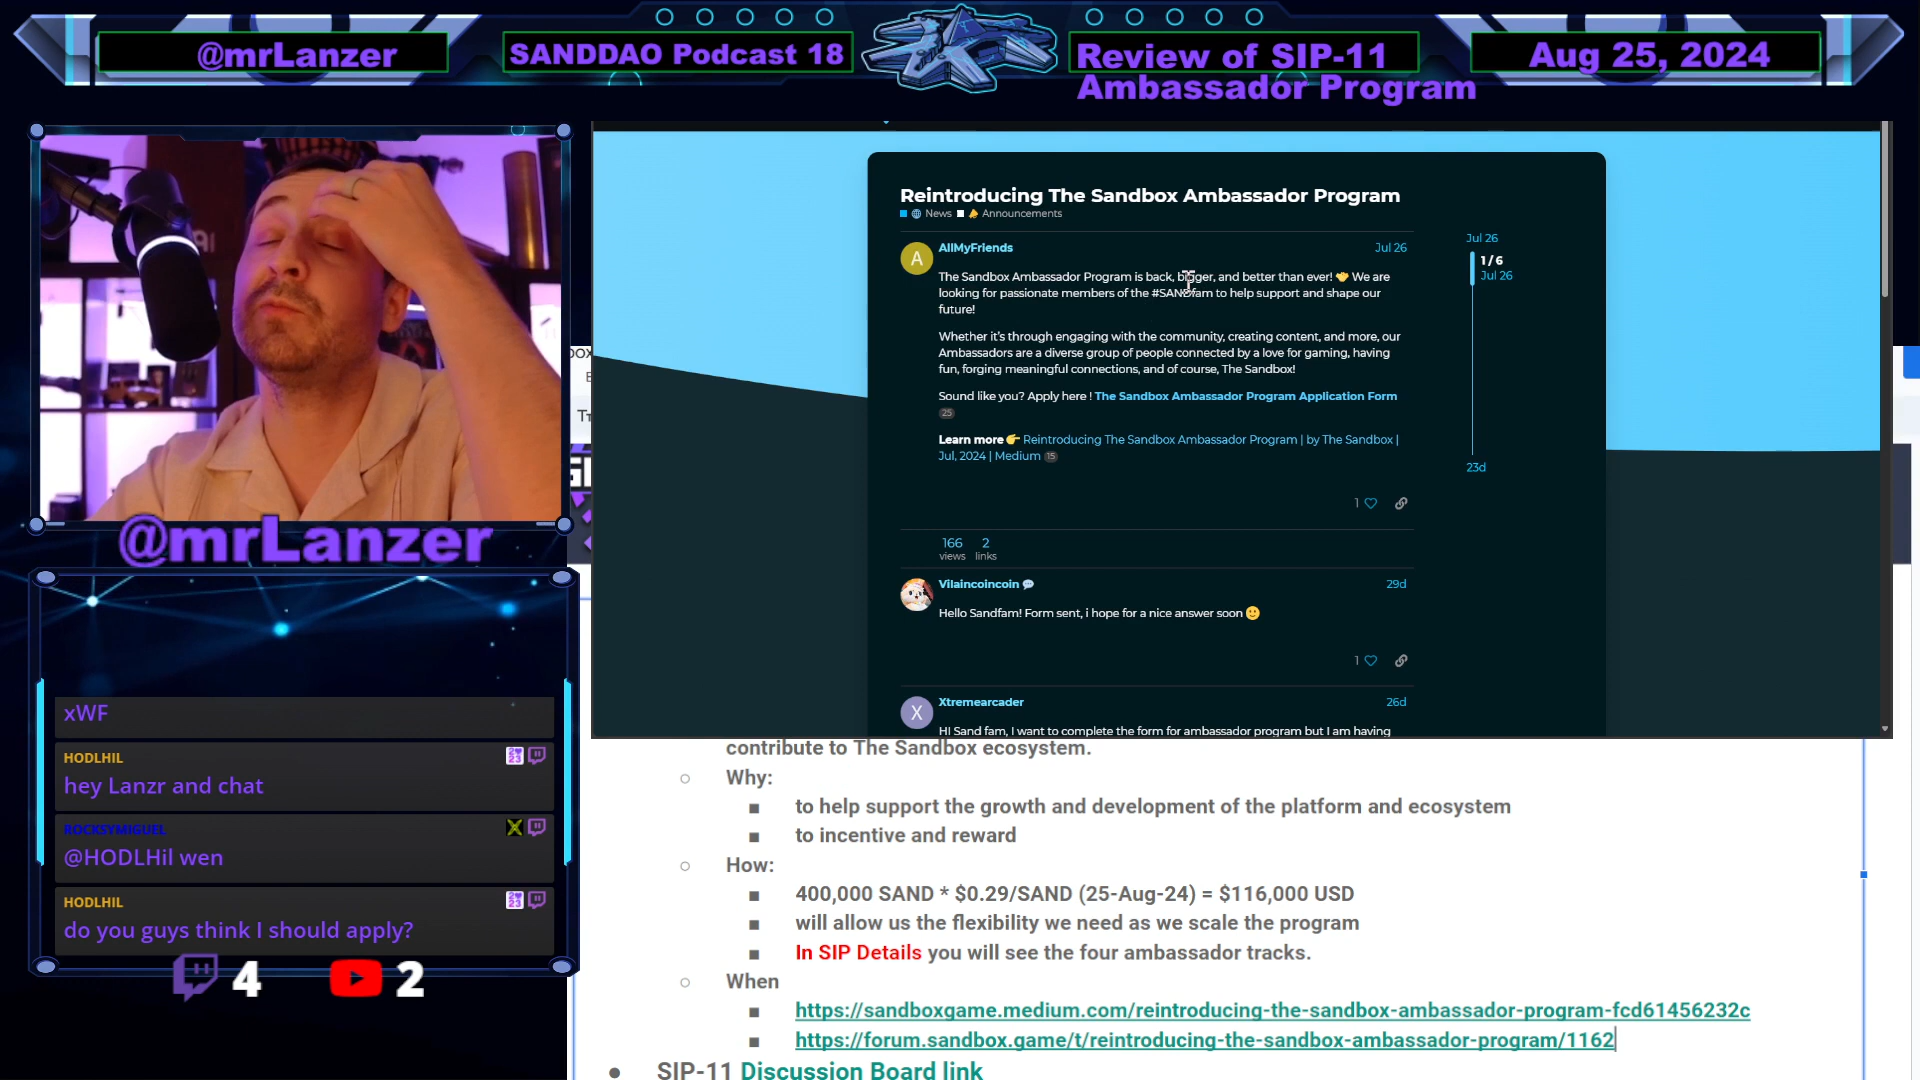 @mrLanzer
SANDDAO Podcast 18
Review of SIP-11
Ambassador Program
Aug 25, 2024
Reintroducing The Sandbox Ambassador Program
News Announcements
A
AllMyFriends
Jul 26
The Sandbox Ambassador Program is back, bigger, and better than ever! We are
looking for passionate members of the #SANDfam to help support and shape our
future!
Whether it's through engaging with the community, creating content, and more, our
Ambassadors are a diverse group of people connected by a love for gaming, having
fun, forging meaningful connections, and of course, The Sandbox!
Sound like you? Apply here ! The Sandbox Ambassador Program Application Form
25
Learn more Reintroducing The Sandbox Ambassador Program | by The Sandbox |
Jul, 2024 | Medium 15
1
166 2
views links
Jul 26
1 / 6
Jul 26
23d
Vilaincoincoin
29d
Hello Sandfam! Form sent, i hope for a nice answer soon
1
X
Xtremearcader
26d
HI Sand fam, I want to complete the form for ambassador program but I am having
@mrLanzer
xWF
HODLHIL
hey Lanzr and chat
ROCKSYMIGUEL
@HODLHil wen
HODLHIL
do you guys think I should apply?
4
2
contribute to The Sandbox ecosystem.
Why:
to help support the growth and development of the platform and ecosystem
to incentive and reward
How:
400,000 SAND * $0.29/SAND (25-Aug-24) = $116,000 USD
will allow us the flexibility we need as we scale the program
In SIP Details you will see the four ambassador tracks.
When
https://sandboxgame.medium.com/reintroducing-the-sandbox-ambassador-program-fcd61456232c
https://forum.sandbox.game/t/reintroducing-the-sandbox-ambassador-program/1162
SIP-11 Discussion Board link